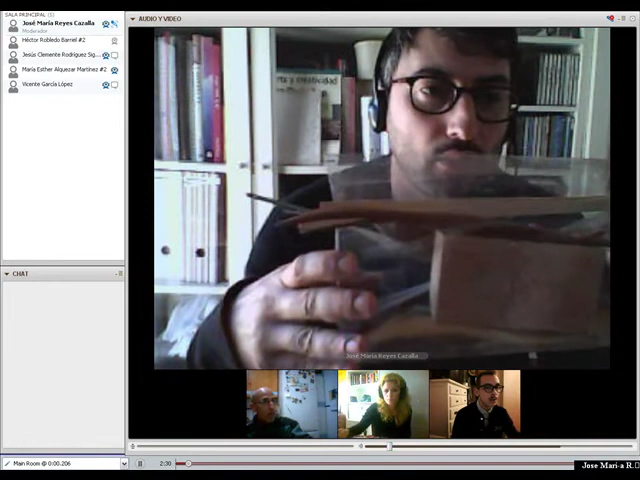 SALA PRINCIPAL (5)
José María Reyes Cazalla
Moderador
Héctor Robledo Barriel #2
Jesús Clemente Rodríguez Sig...
María Esther Alquezar Martínez #2
Vicente García López
CHAT
AUDIO Y VIDEO
José María Reyes Cazalla
Main Room @ 0:00.206
2:30
Jose Mari-a R.